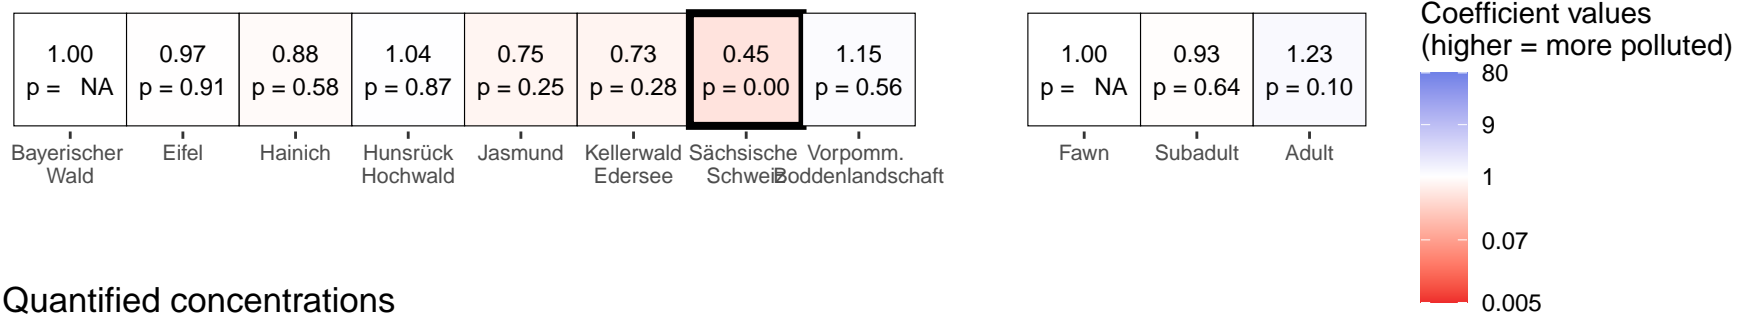 1.00 0.97 0.88 1.04 0.75 0.73 0.45 1.15
p = NA p = 0.91 p = 0.58 p = 0.87 p = 0.25 p = 0.28 p = 0.00 p = 0.56
Bayerischer Eifel Hainich Hunsrück Jasmund Kellerwald Sächsische Vorpomm.
Wald Hochwald Edersee Schweiz Boddenlandschaft
1.00 0.93 1.23
p = NA p = 0.64 p = 0.10
Fawn Subadult Adult
Coefficient values
(higher = more polluted)
80
9
1
0.07
0.005
Quantified concentrations